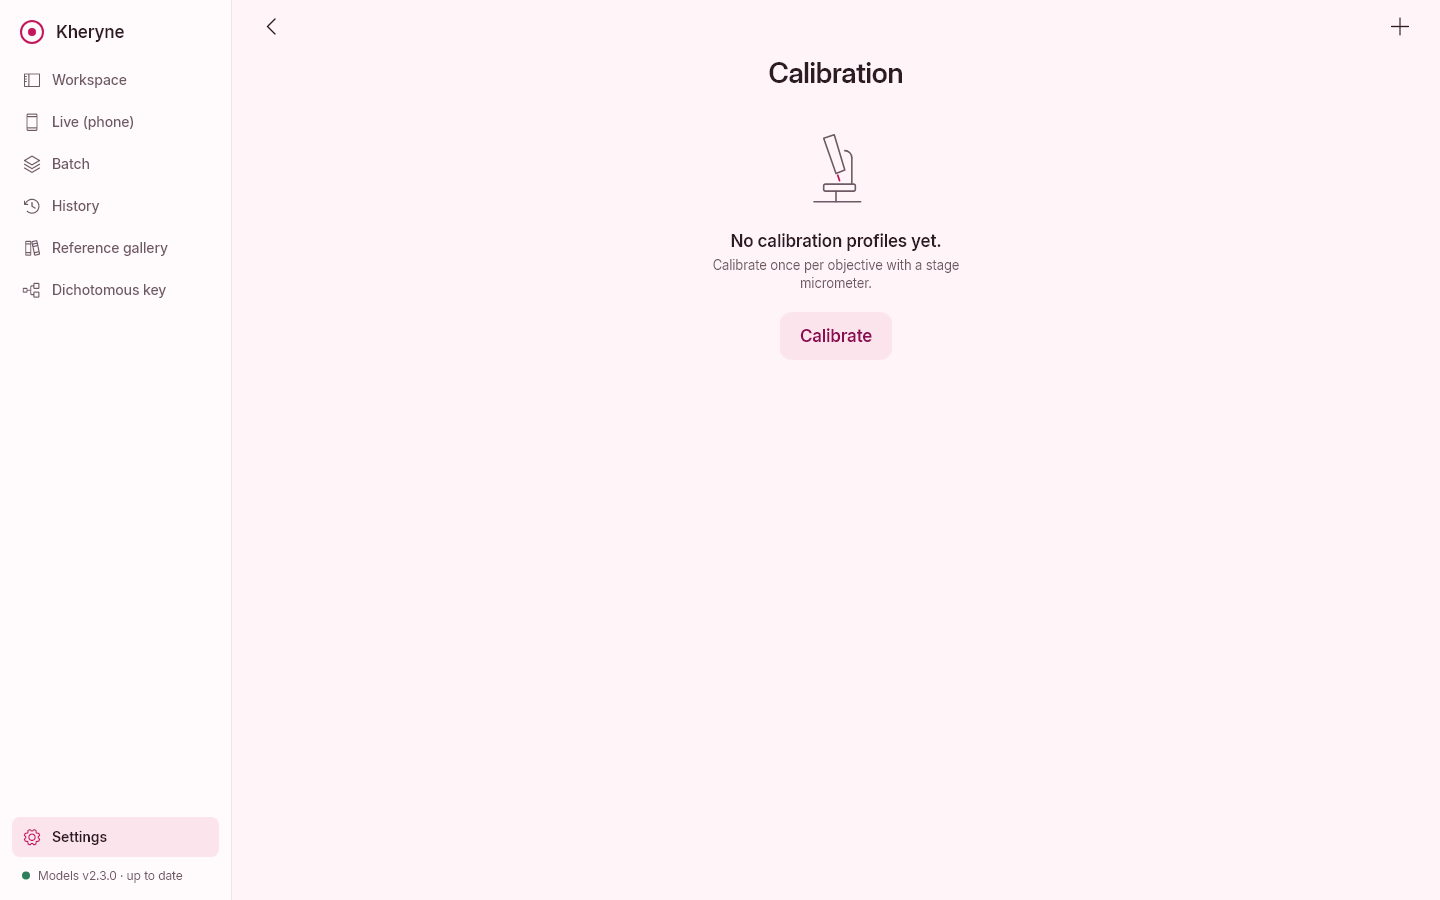 Kheryne
Workspace
Live (phone)
Batch
History
Reference gallery
Dichotomous key
Settings
Models v2.3.0 · up to date
Calibration
No calibration profiles yet.
Calibrate once per objective with a stage
micrometer.
Calibrate